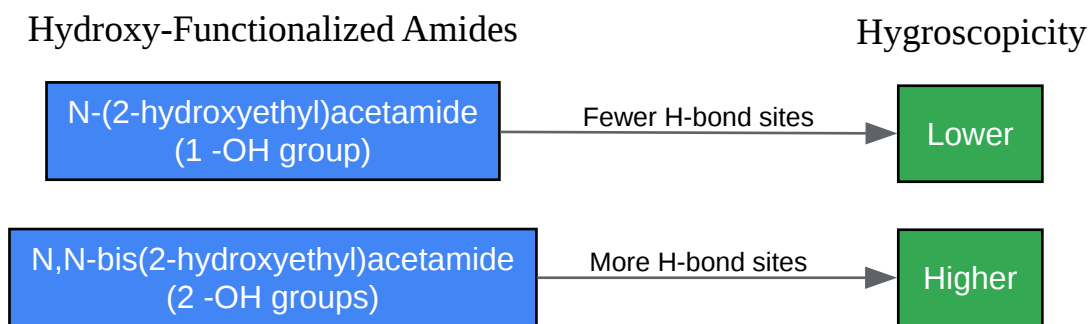 Hydroxy-Functionalized Amides
Hygroscopicity
N-(2-hydroxyethyl)acetamide
(1 -OH group)
Fewer H-bond sites
Lower
N,N-bis(2-hydroxyethyl)acetamide
(2 -OH groups)
More H-bond sites
Higher